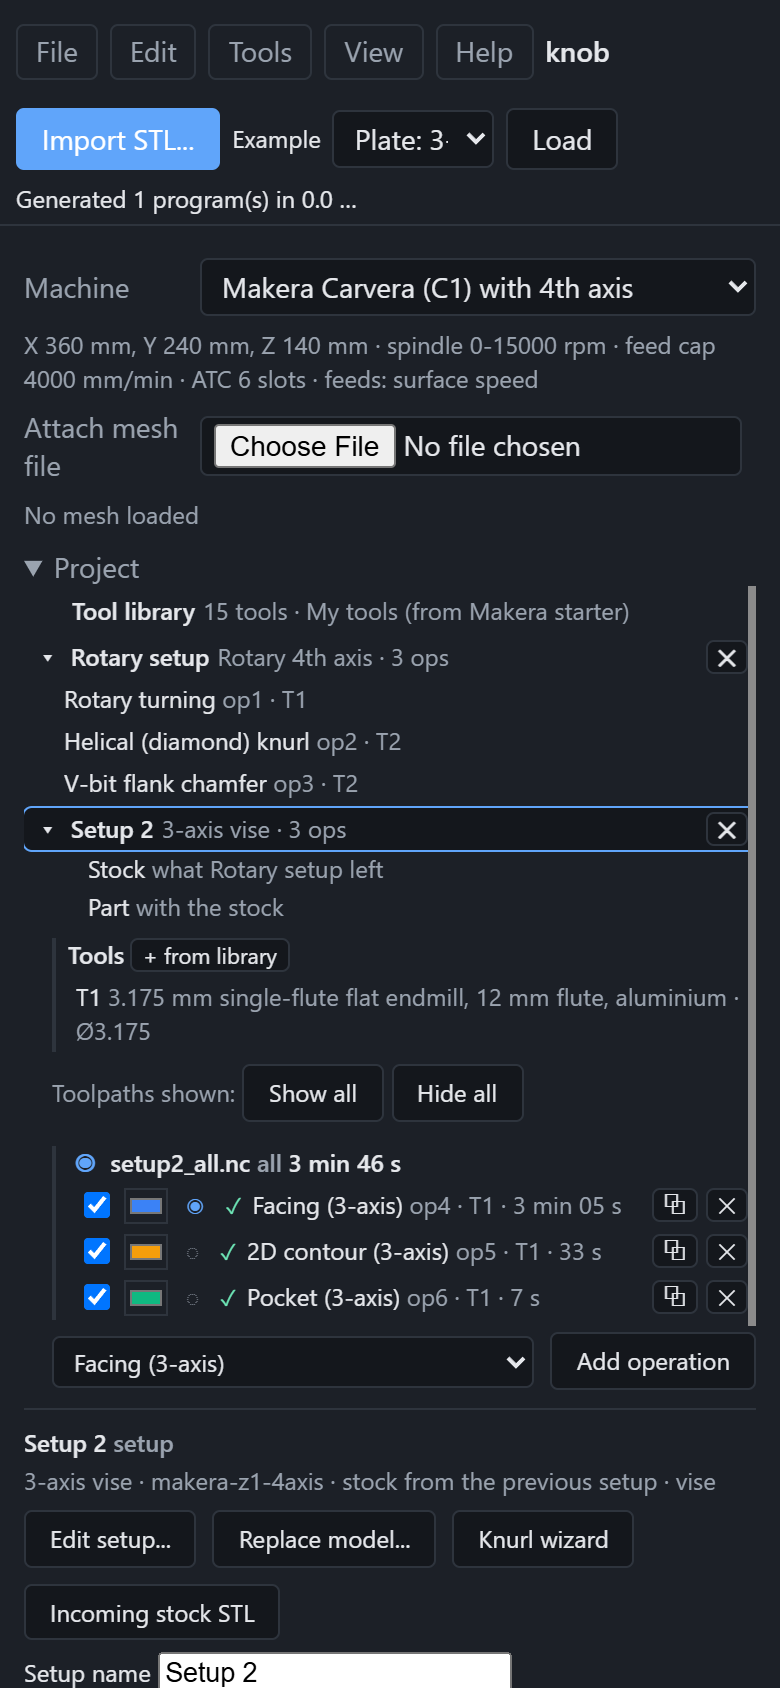 File Edit Tools View Help knob
Import STL... Example Plate: 3- Load
Generated 1 program(s) in 0.0 ...
Machine Makera Carvera (C1) with 4th axis
X 360 mm, Y 240 mm, Z 140 mm · spindle 0-15000 rpm · feed cap
4000 mm/min · ATC 6 slots · feeds: surface speed
Attach mesh
file
Choose File No file chosen
No mesh loaded
▼ Project
Tool library 15 tools · My tools (from Makera starter)
▾ Rotary setup Rotary 4th axis · 3 ops ✕
Rotary turning op1 · T1
Helical (diamond) knurl op2 · T2
V-bit flank chamfer op3 · T2
▾ Setup 2 3-axis vise · 3 ops ✕
Stock what Rotary setup left
Part with the stock
Tools + from library
T1 3.175 mm single-flute flat endmill, 12 mm flute, aluminium ·
Ø3.175
Toolpaths shown: Show all Hide all
setup2_all.nc all 3 min 46 s
✓ Facing (3-axis) op4 · T1 · 3 min 05 s ✕
✓ 2D contour (3-axis) op5 · T1 · 33 s ✕
✓ Pocket (3-axis) op6 · T1 · 7 s ✕
Facing (3-axis) Add operation
Setup 2 setup
3-axis vise · makera-z1-4axis · stock from the previous setup · vise
Edit setup... Replace model... Knurl wizard
Incoming stock STL
Setup name Setup 2